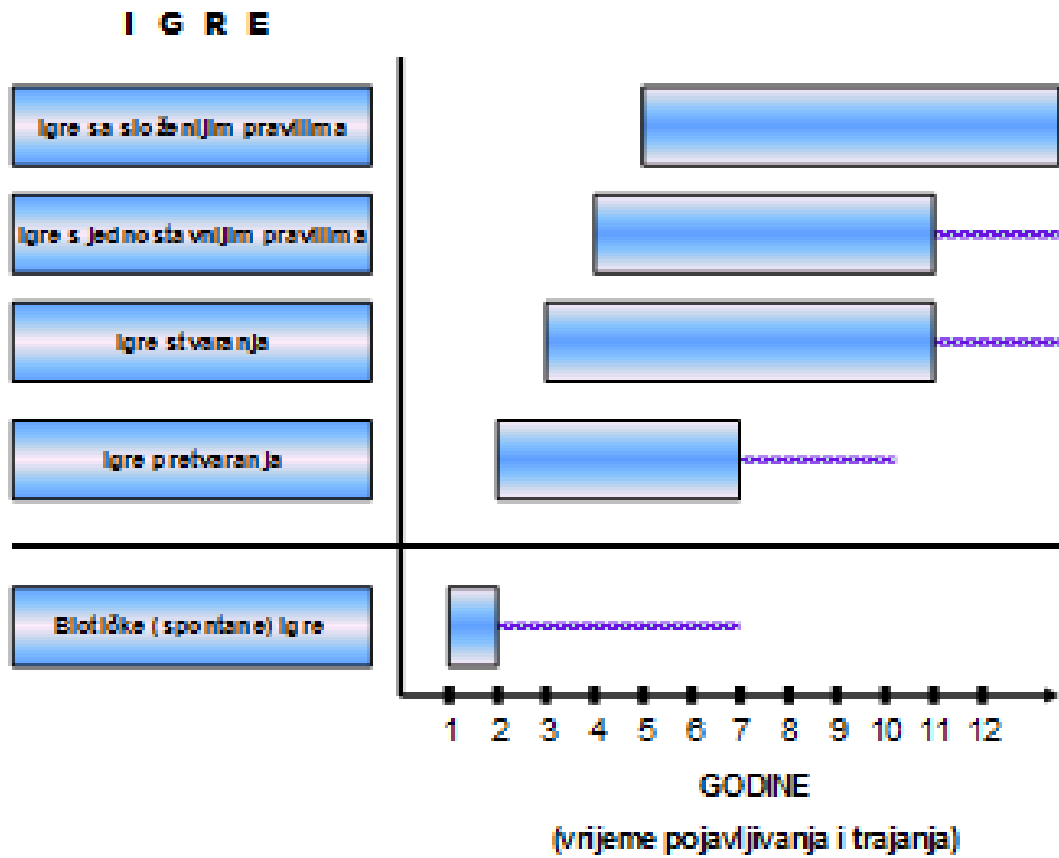 I G R E
Igre sa složenijim pravilima
Igre s jednostavnijim pravilima
Igre stvaranja
Igre pretvaranja
Biotičke (spontane) igre
1 2 3 4 5 6 7 8 9 10 11 12
GODINE
(vrijeme pojavljivanja i trajanja)